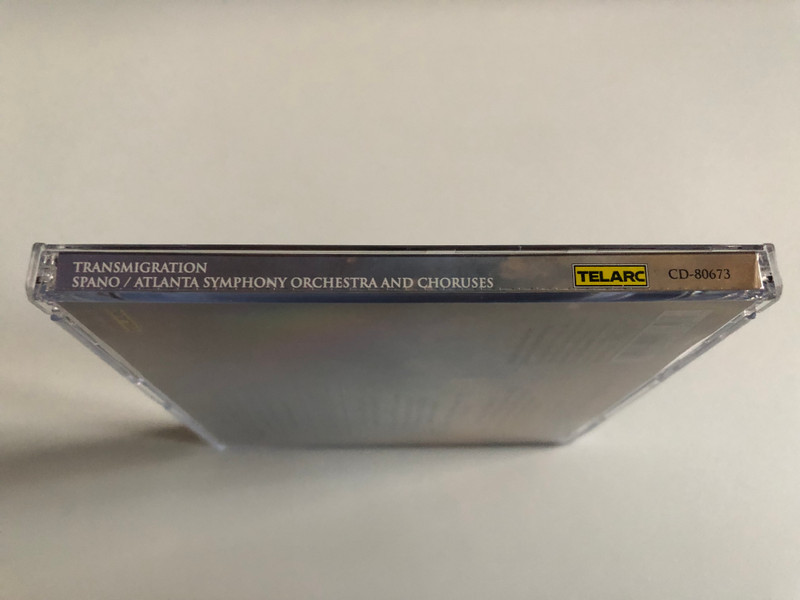 TRANSMIGRATION
SPANO / ATLANTA SYMPHONY ORCHESTRA AND CHORUSES
TELARC
CD-80673